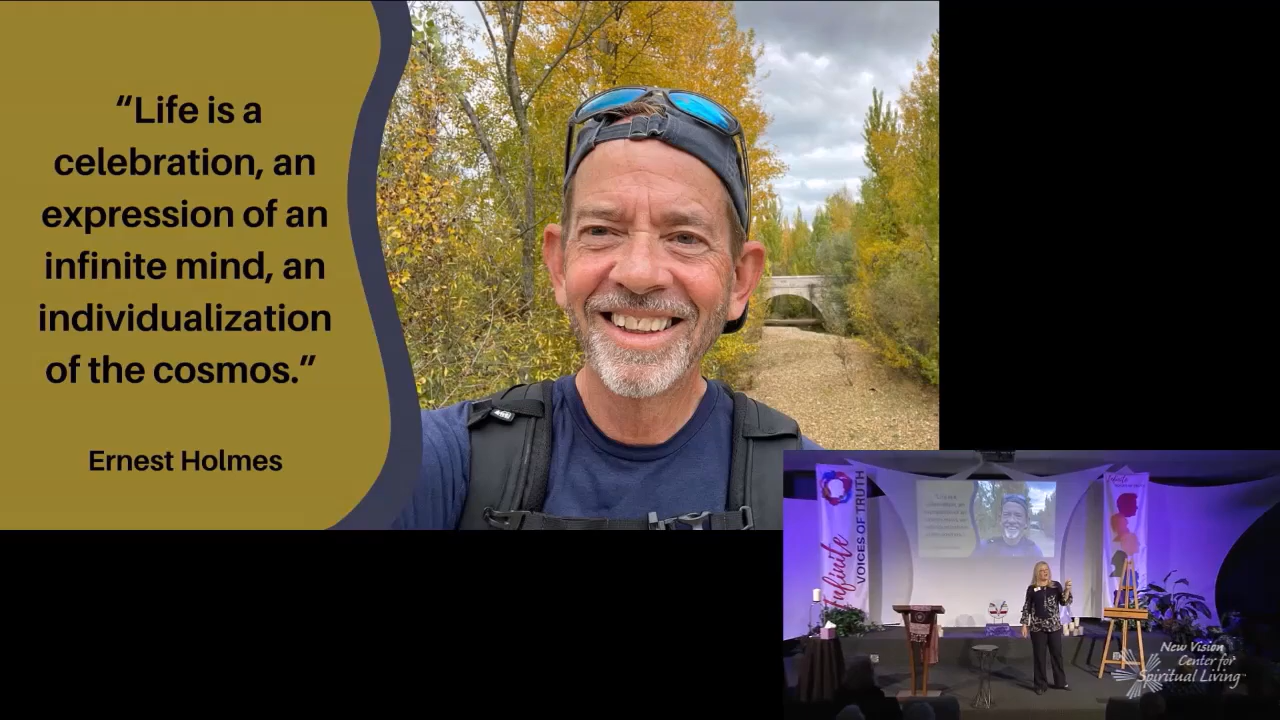 “Life is a
celebration, an
expression of an
infinite mind, an
individualization
of the cosmos.”
Ernest Holmes
Infinite
VOICES OF TRUTH
Infinite
New Vision
Center for
Spiritual Living